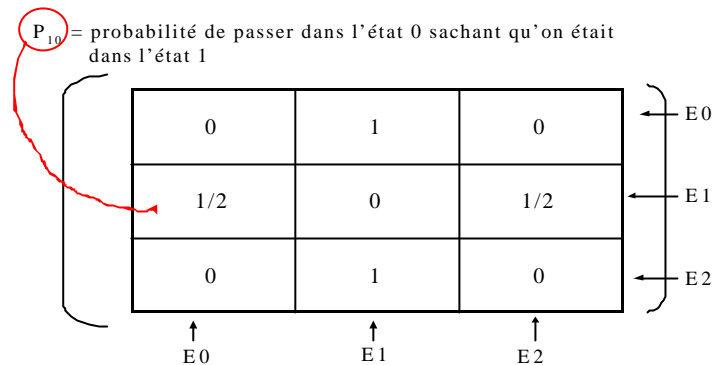 P10 = probabilité de passer dans l'état 0 sachant qu'on était
dans l'état 1
0 1 0 E0
1/2 0 1/2 E1
0 1 0 E2
E0 E1 E2